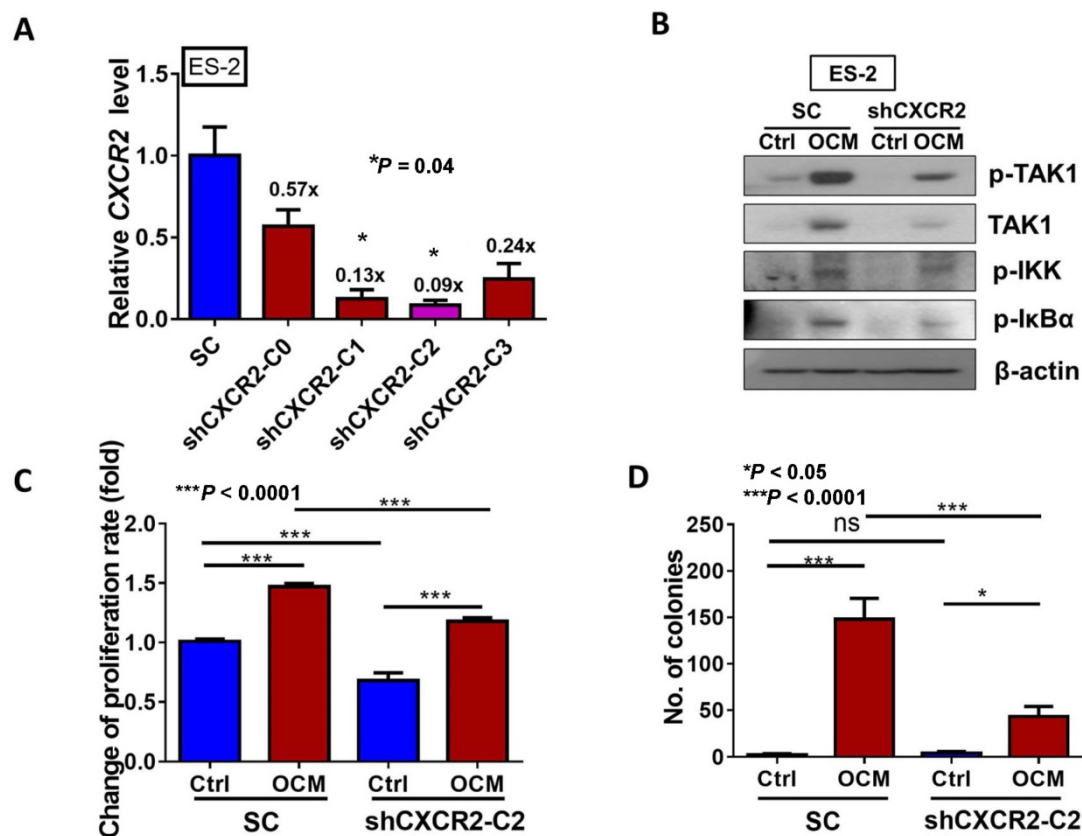 A
ES-2
Relative CXCR2 level
1.5
1.0
0.5
0.0
*P = 0.04
0.57x
*
0.13x
*
0.09x
0.24x
SC
shCXCR2-C0
shCXCR2-C1
shCXCR2-C2
shCXCR2-C3
B
ES-2
SC shCXCR2
Ctrl OCM Ctrl OCM
p-TAK1
TAK1
p-IKK
p-IκBα
β-actin
C
Change of proliferation rate (fold)
***P < 0.0001
2.0
1.5
1.0
0.5
0.0
***
***
***
***
Ctrl OCM Ctrl OCM
SC shCXCR2-C2
D
*P < 0.05
***P < 0.0001
No. of colonies
250
200
150
100
50
0
***
ns
***
*
Ctrl OCM Ctrl OCM
SC shCXCR2-C2